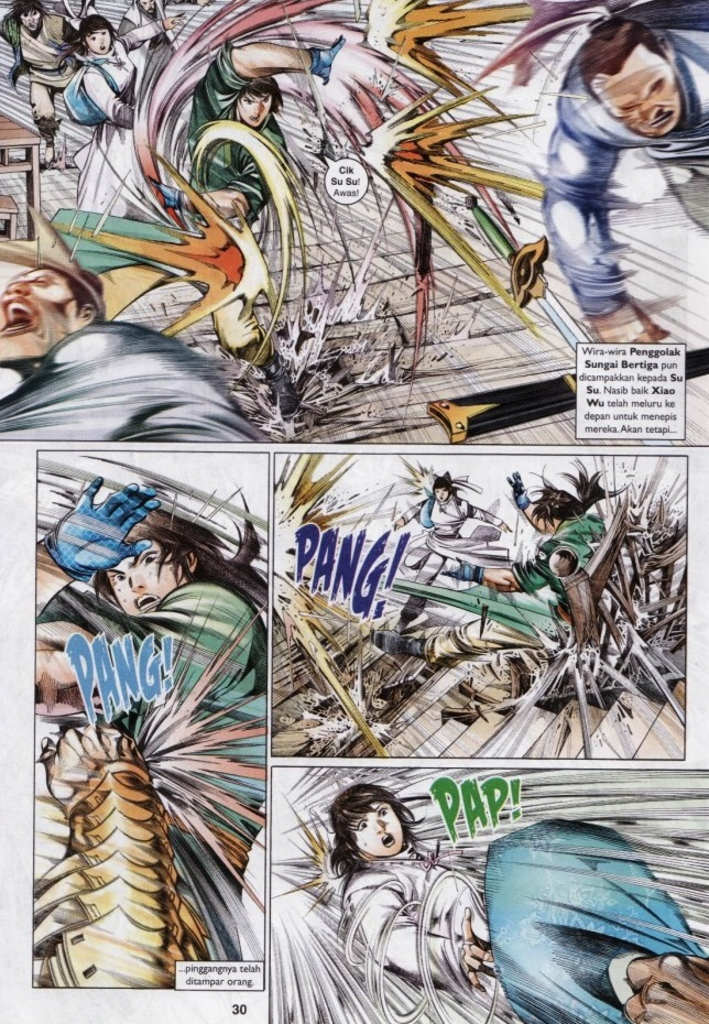 Cik
Su Su!
Awas!
Wira-wira Penggolak
Sungai Bertiga pun
dicampakkan kepada Su
Su. Nasib baik Xiao
Wu telah meluru ke
depan untuk menepis
mereka. Akan tetapi...
PANG!
PANG!
...pinggangnya telah
ditampar orang.
PAP!
30